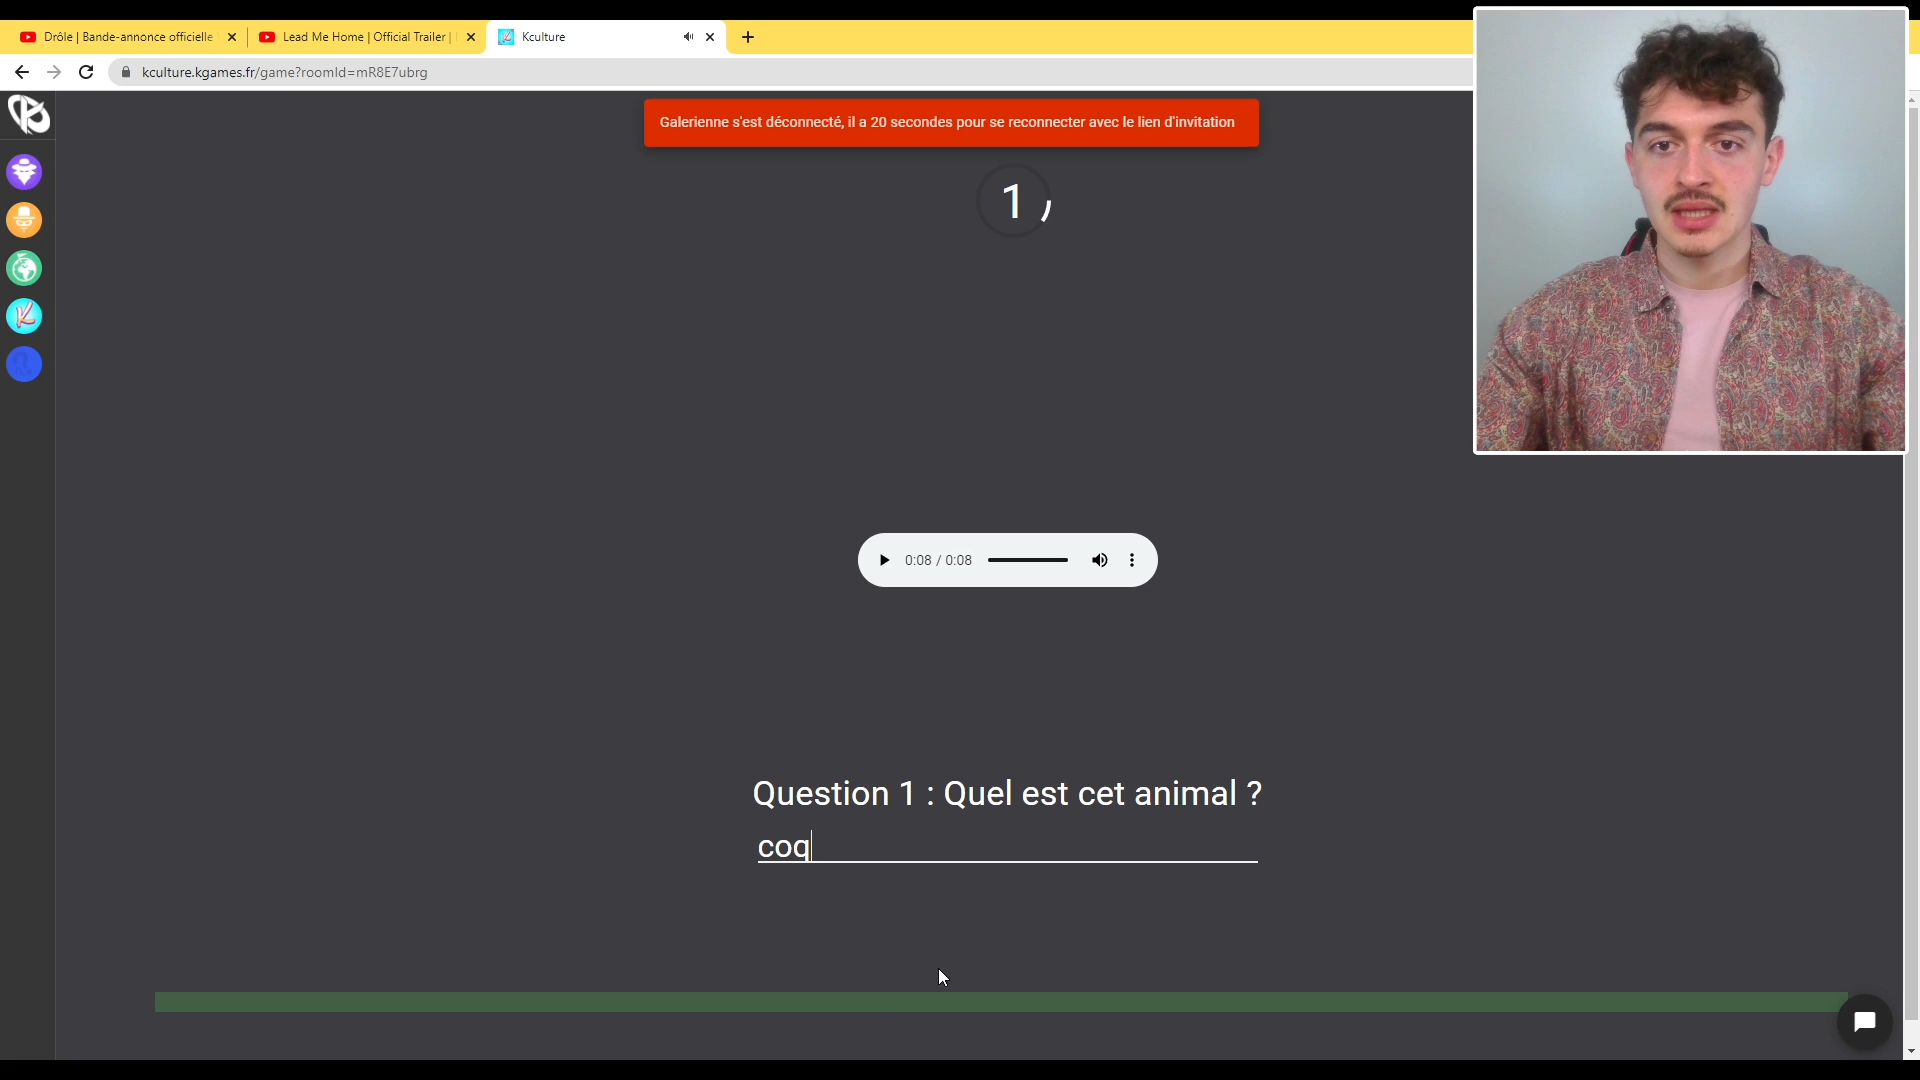 Drôle | Bande-annonce officielle
Lead Me Home | Official Trailer |
Kculture
kculture.kgames.fr/game?roomId=mR8E7ubrg
Galerienne s'est déconnecté, il a 20 secondes pour se reconnecter avec le lien d'invitation
1
0:08 / 0:08
Question 1 : Quel est cet animal ?
coq